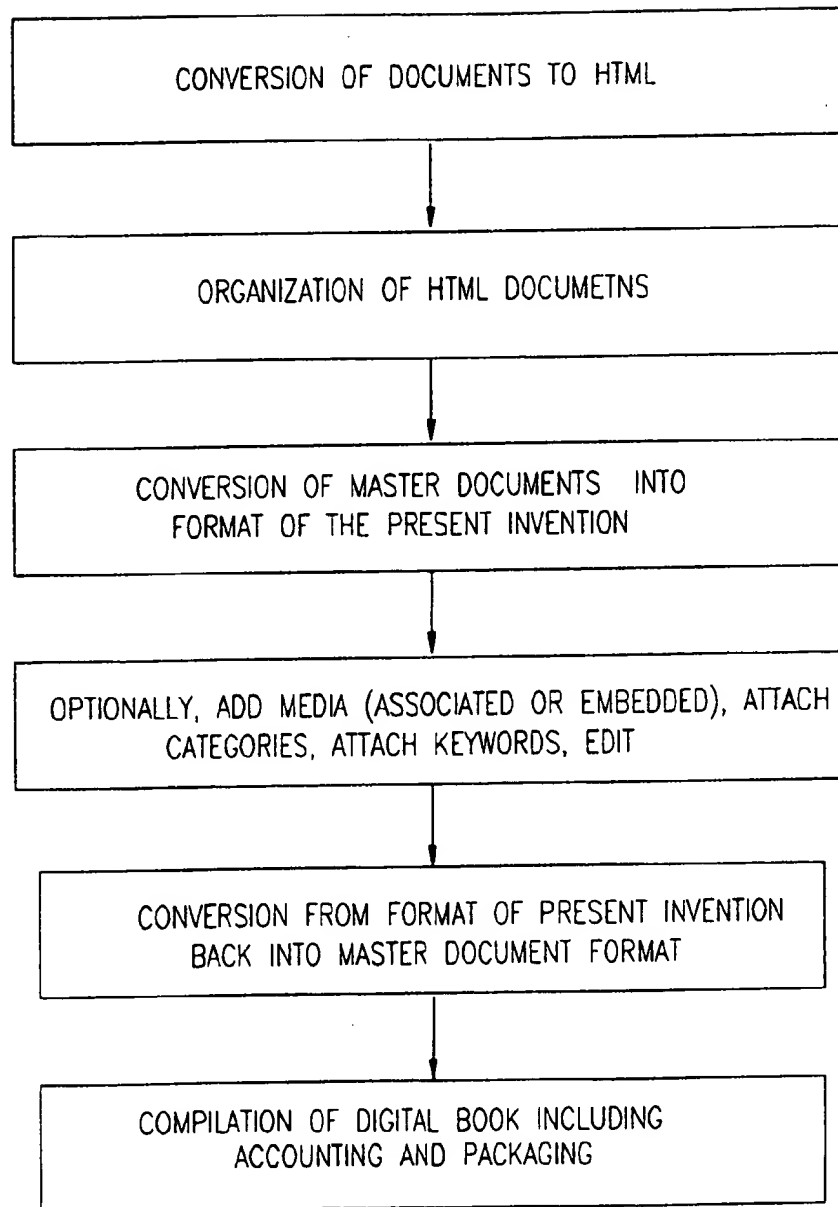 CONVERSION OF DOCUMENTS TO HTML
ORGANIZATION OF HTML DOCUMETNS
CONVERSION OF MASTER DOCUMENTS INTO
FORMAT OF THE PRESENT INVENTION
OPTIONALLY, ADD MEDIA (ASSOCIATED OR EMBEDDED), ATTACH
CATEGORIES, ATTACH KEYWORDS, EDIT
CONVERSION FROM FORMAT OF PRESENT INVENTION
BACK INTO MASTER DOCUMENT FORMAT
COMPILATION OF DIGITAL BOOK INCLUDING
ACCOUNTING AND PACKAGING